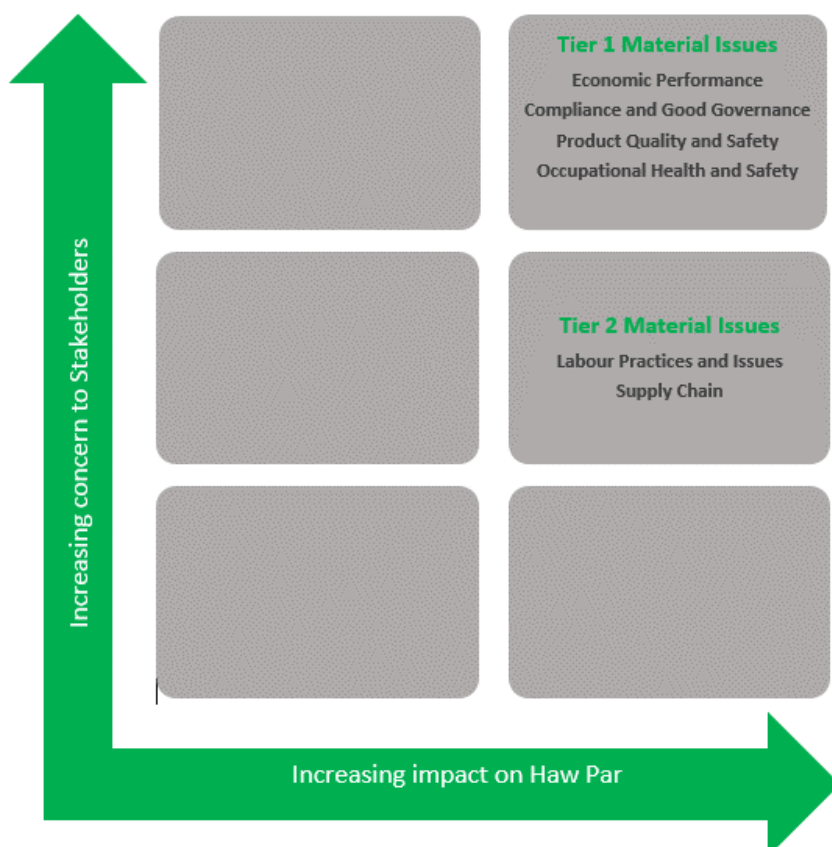 Tier 1 Material Issues
Economic Performance
Compliance and Good Governance
Product Quality and Safety
Occupational Health and Safety
Increasing concern to Stakeholders
Tier 2 Material Issues
Labour Practices and Issues
Supply Chain
Increasing impact on Haw Par